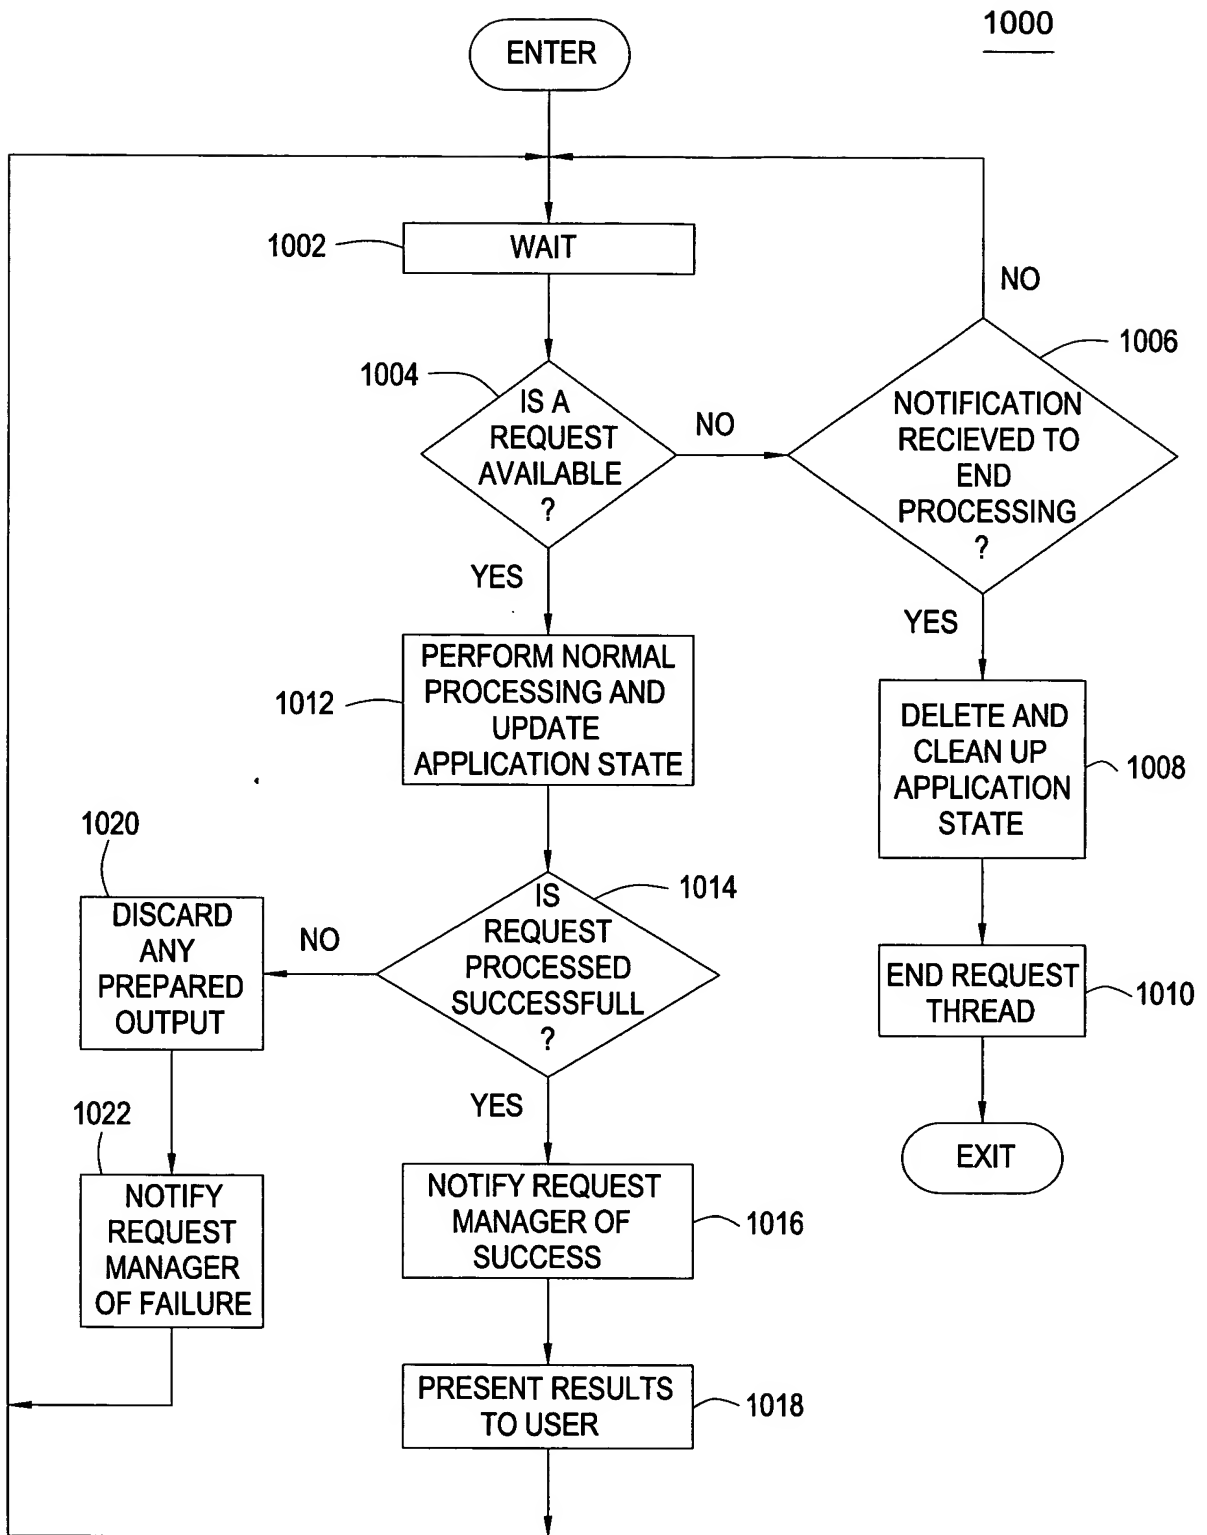 1000
ENTER
1002
WAIT
NO
1006
1004
IS A
REQUEST
AVAILABLE
?
NO
NOTIFICATION
RECIEVED TO
END
PROCESSING
?
YES
YES
1012
PERFORM NORMAL
PROCESSING AND
UPDATE
APPLICATION STATE
DELETE AND
CLEAN UP
APPLICATION
STATE
1008
1020
DISCARD
ANY
PREPARED
OUTPUT
NO
IS
REQUEST
PROCESSED
SUCCESSFULL
?
1014
END REQUEST
THREAD
1010
YES
EXIT
1022
NOTIFY
REQUEST
MANAGER
OF FAILURE
NOTIFY REQUEST
MANAGER OF
SUCCESS
1016
PRESENT RESULTS
TO USER
1018